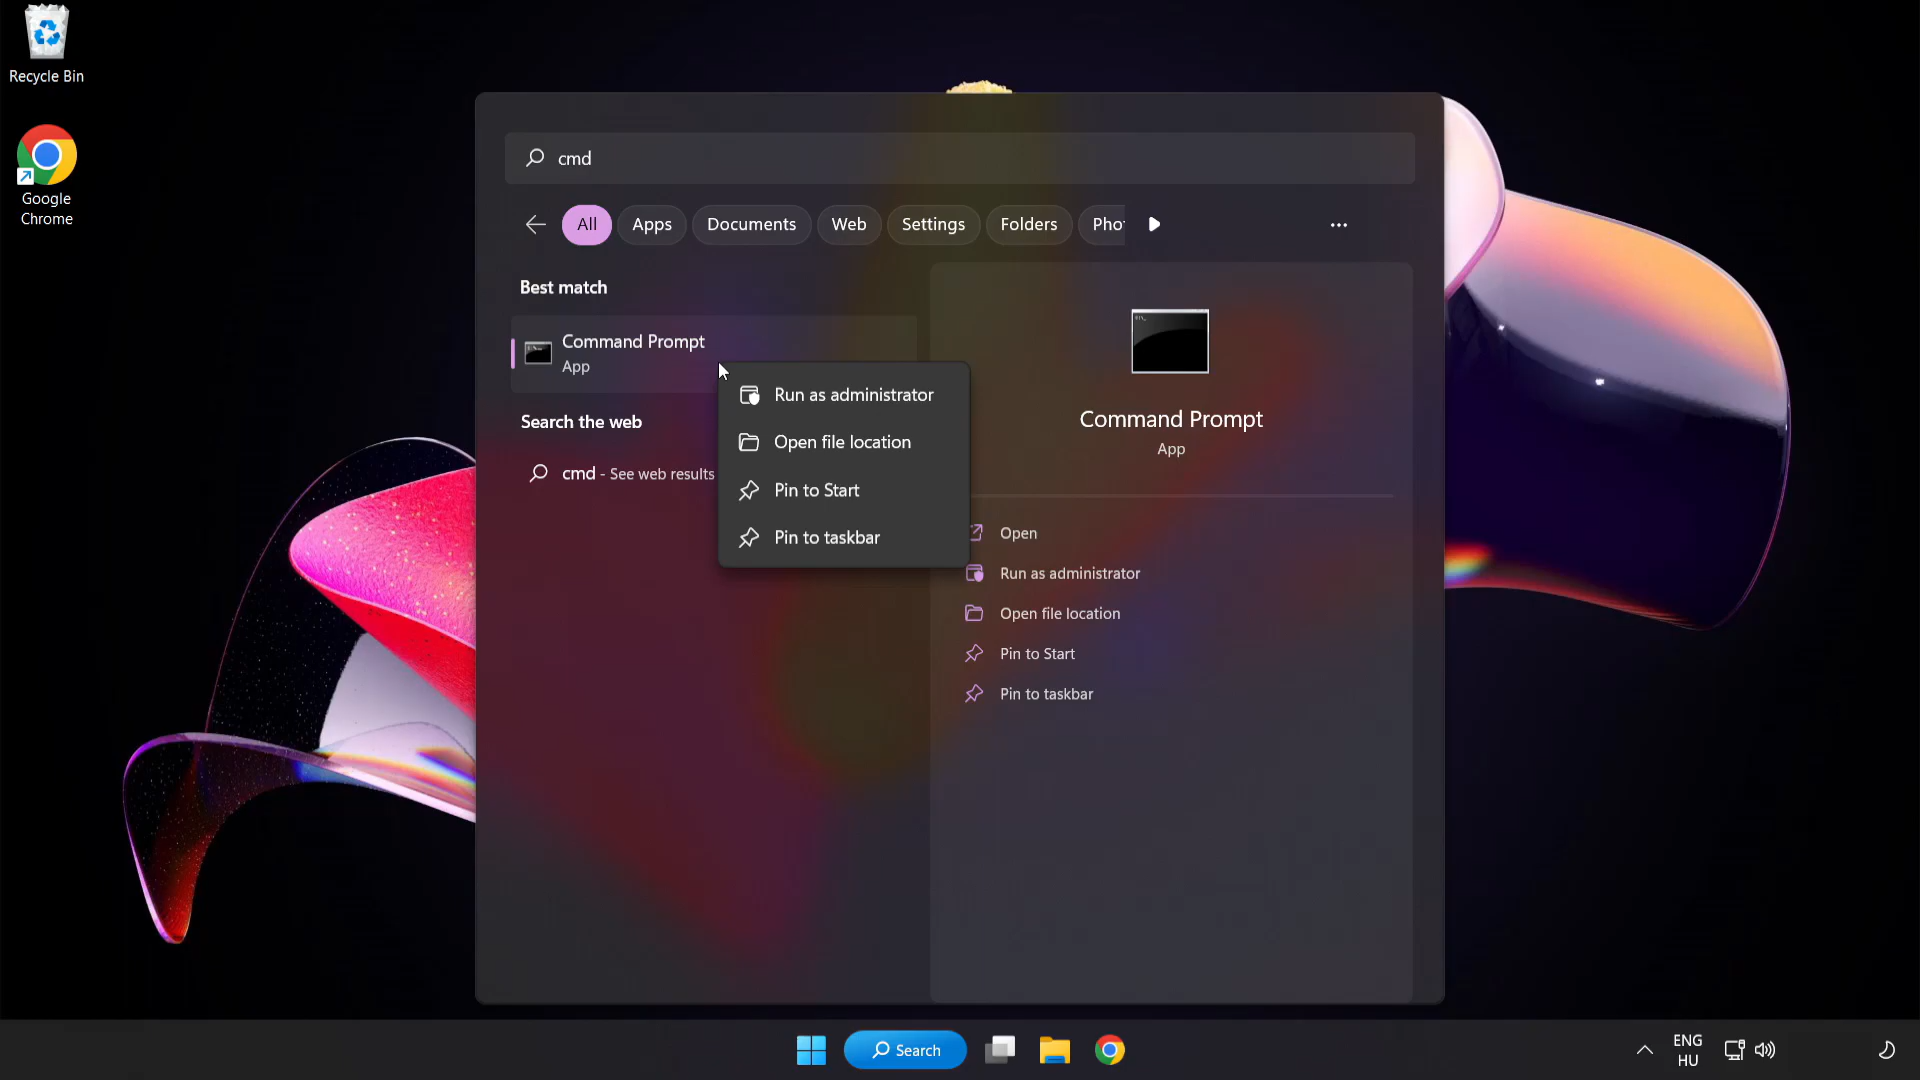 Recycle Bin
Google
Chrome
cmd
All
Apps
Documents
Web
Settings
Folders
Pho
Best match
Command Prompt
App
Search the web
cmd - See web results
Run as administrator
Open file location
Pin to Start
Pin to taskbar
Command Prompt
App
Open
Run as administrator
Open file location
Pin to Start
Pin to taskbar
Search
ENG
HU